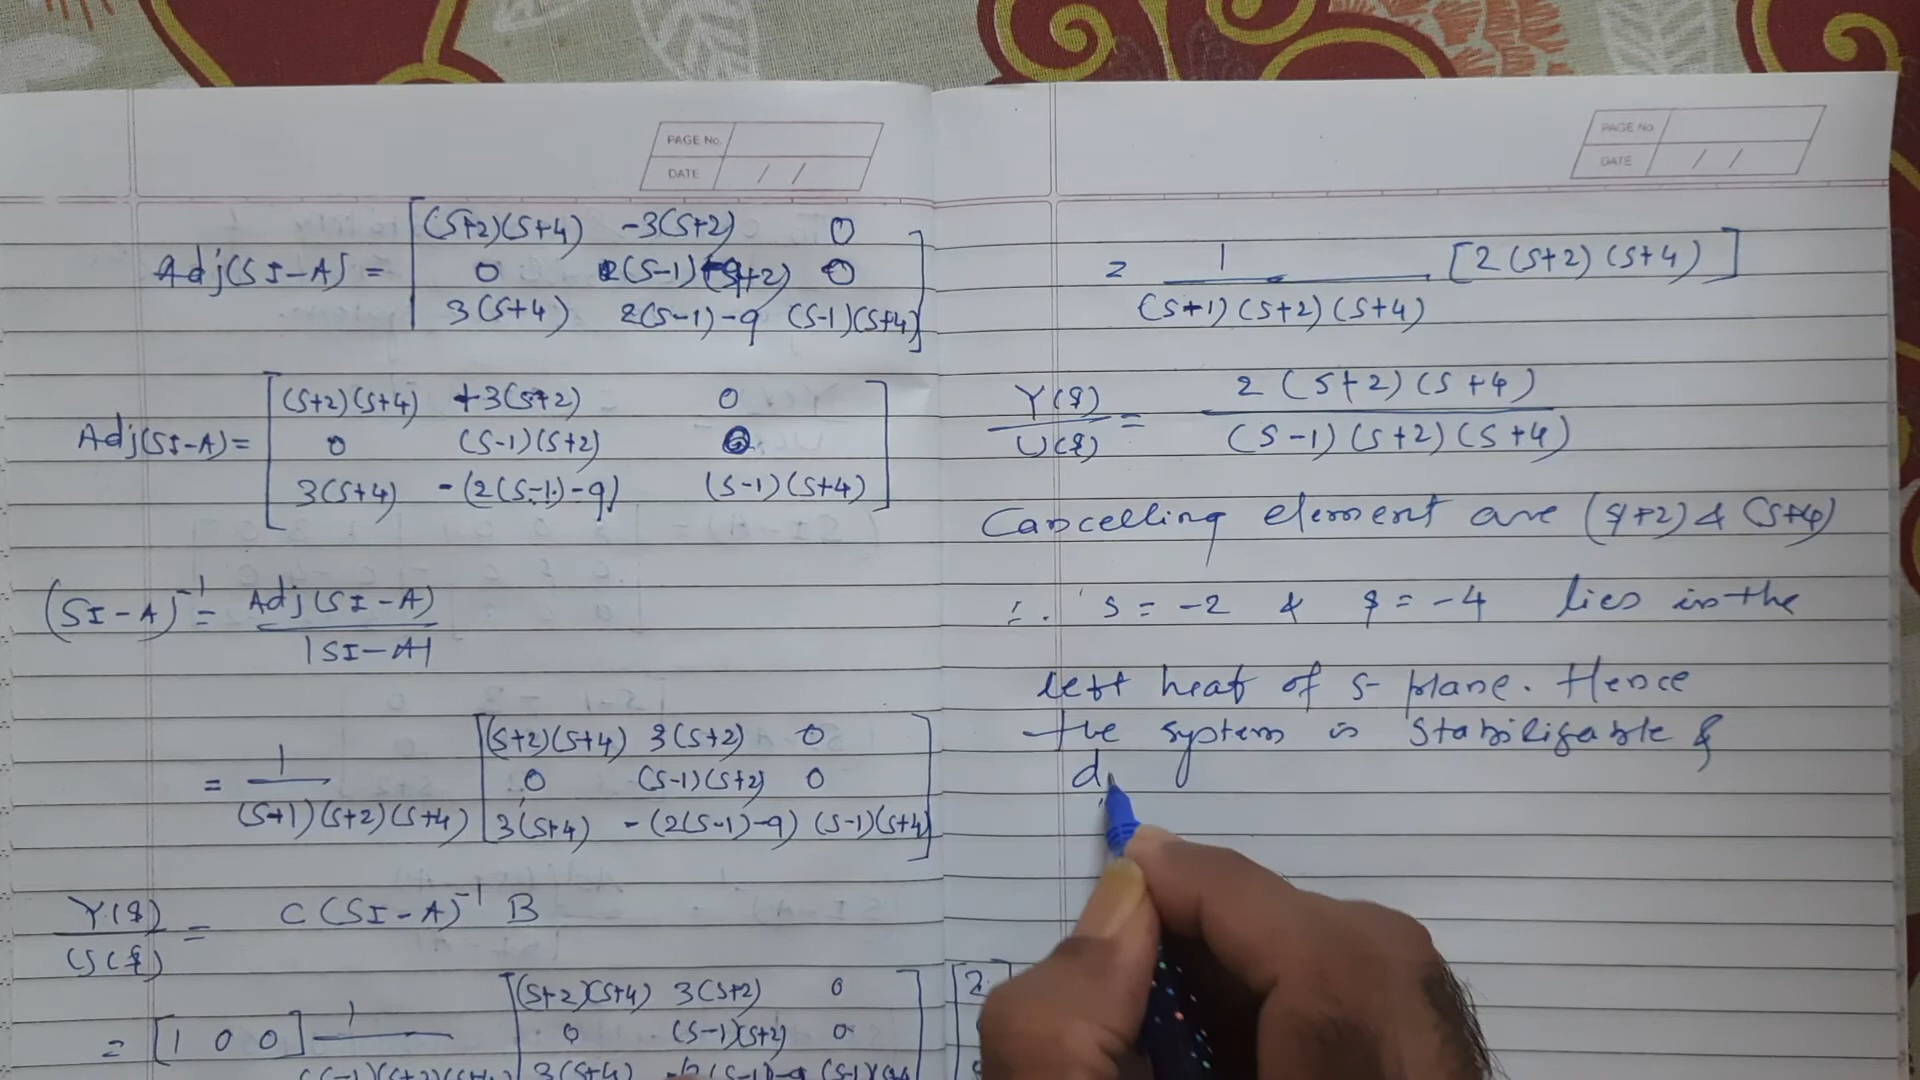 PAGE No.
DATE / /
Adj(SI-A) = [(S+2)(S+4) -3(S+2) 0
0 (S-1)(S+2) 0
3(S+4) 2(S-1)-9 (S-1)(S+4)]
Adj(SI-A) = [(S+2)(S+4) +3(S+2) 0
0 (S-1)(S+2) 0
3(S+4) -(2(S-1)-9) (S-1)(S+4)]
(SI-A)⁻¹ = Adj(SI-A)
|SI-A|
= 1 [(S+2)(S+4) 3(S+2) 0
0 (S-1)(S+2) 0
(S+1)(S+2)(S+4) 3(S+4) -(2(S-1)-9) (S-1)(S+4)]
Y(s) = C(SI-A)⁻¹ B
U(s)
= [1 0 0] 1 [(S+2)(S+4) 3(S+2) 0 [2
0 (S-1)(S+2) 0
3(S+4)
PAGE No.
DATE / /
= 1 [2(S+2)(S+4)]
(S+1)(S+2)(S+4)
Y(s) = 2(S+2)(S+4)
U(s) (S-1)(S+2)(S+4)
Cancelling element are (S+2) & (S+4)
∴ S = -2 & S = -4 lies in the
left heaf of s-plane. Hence
the system is stabilizable &
d